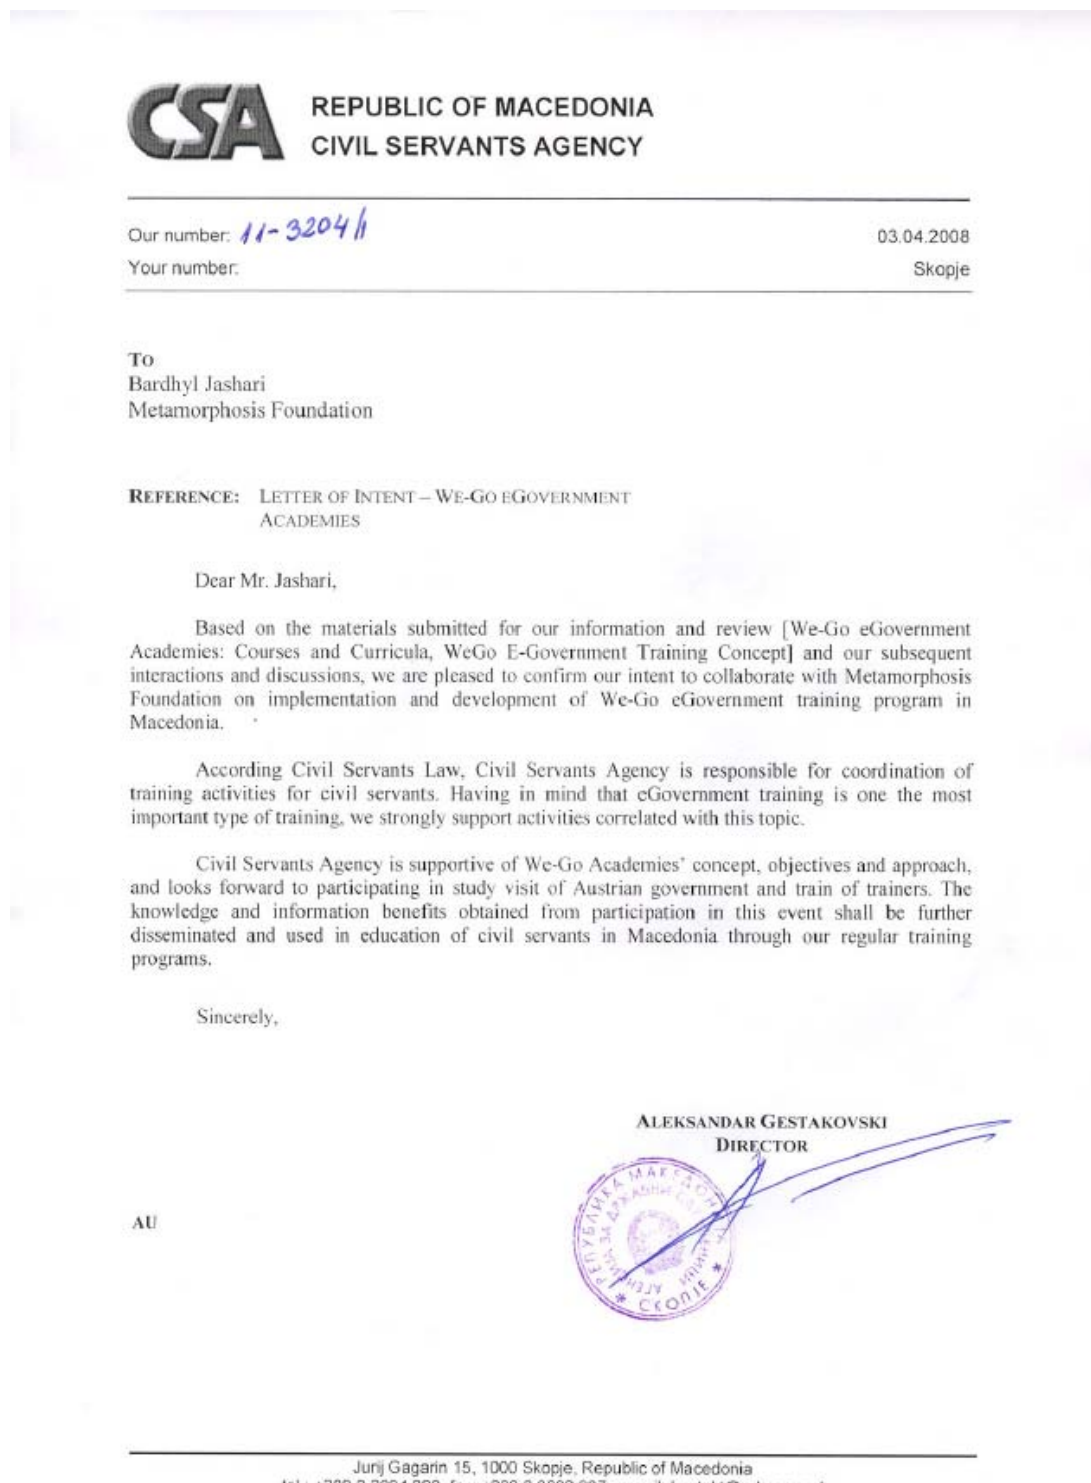 CSA
REPUBLIC OF MACEDONIA
CIVIL SERVANTS AGENCY
Our number: 11-3204/1
03.04.2008
Your number:
Skopje
To
Bardhyl Jashari
Metamorphosis Foundation
REFERENCE: LETTER OF INTENT – WE-GO EGOVERNMENT
ACADEMIES
Dear Mr. Jashari,
Based on the materials submitted for our information and review [We-Go eGovernment
Academies: Courses and Curricula, WeGo E-Government Training Concept] and our subsequent
interactions and discussions, we are pleased to confirm our intent to collaborate with Metamorphosis
Foundation on implementation and development of We-Go eGovernment training program in
Macedonia.
According Civil Servants Law, Civil Servants Agency is responsible for coordination of
training activities for civil servants. Having in mind that eGovernment training is one the most
important type of training, we strongly support activities correlated with this topic.
Civil Servants Agency is supportive of We-Go Academies' concept, objectives and approach,
and looks forward to participating in study visit of Austrian government and train of trainers. The
knowledge and information benefits obtained from participation in this event shall be further
disseminated and used in education of civil servants in Macedonia through our regular training
programs.
Sincerely,
ALEKSANDAR GESTAKOVSKI
DIRECTOR
РЕПУБЛИКА МАКЕДОНИЈА
АГЕНЦИЈА ЗА ДРЖАВНИ
СКОПЈЕ
AU
Jurij Gagarin 15, 1000 Skopje, Republic of Macedonia